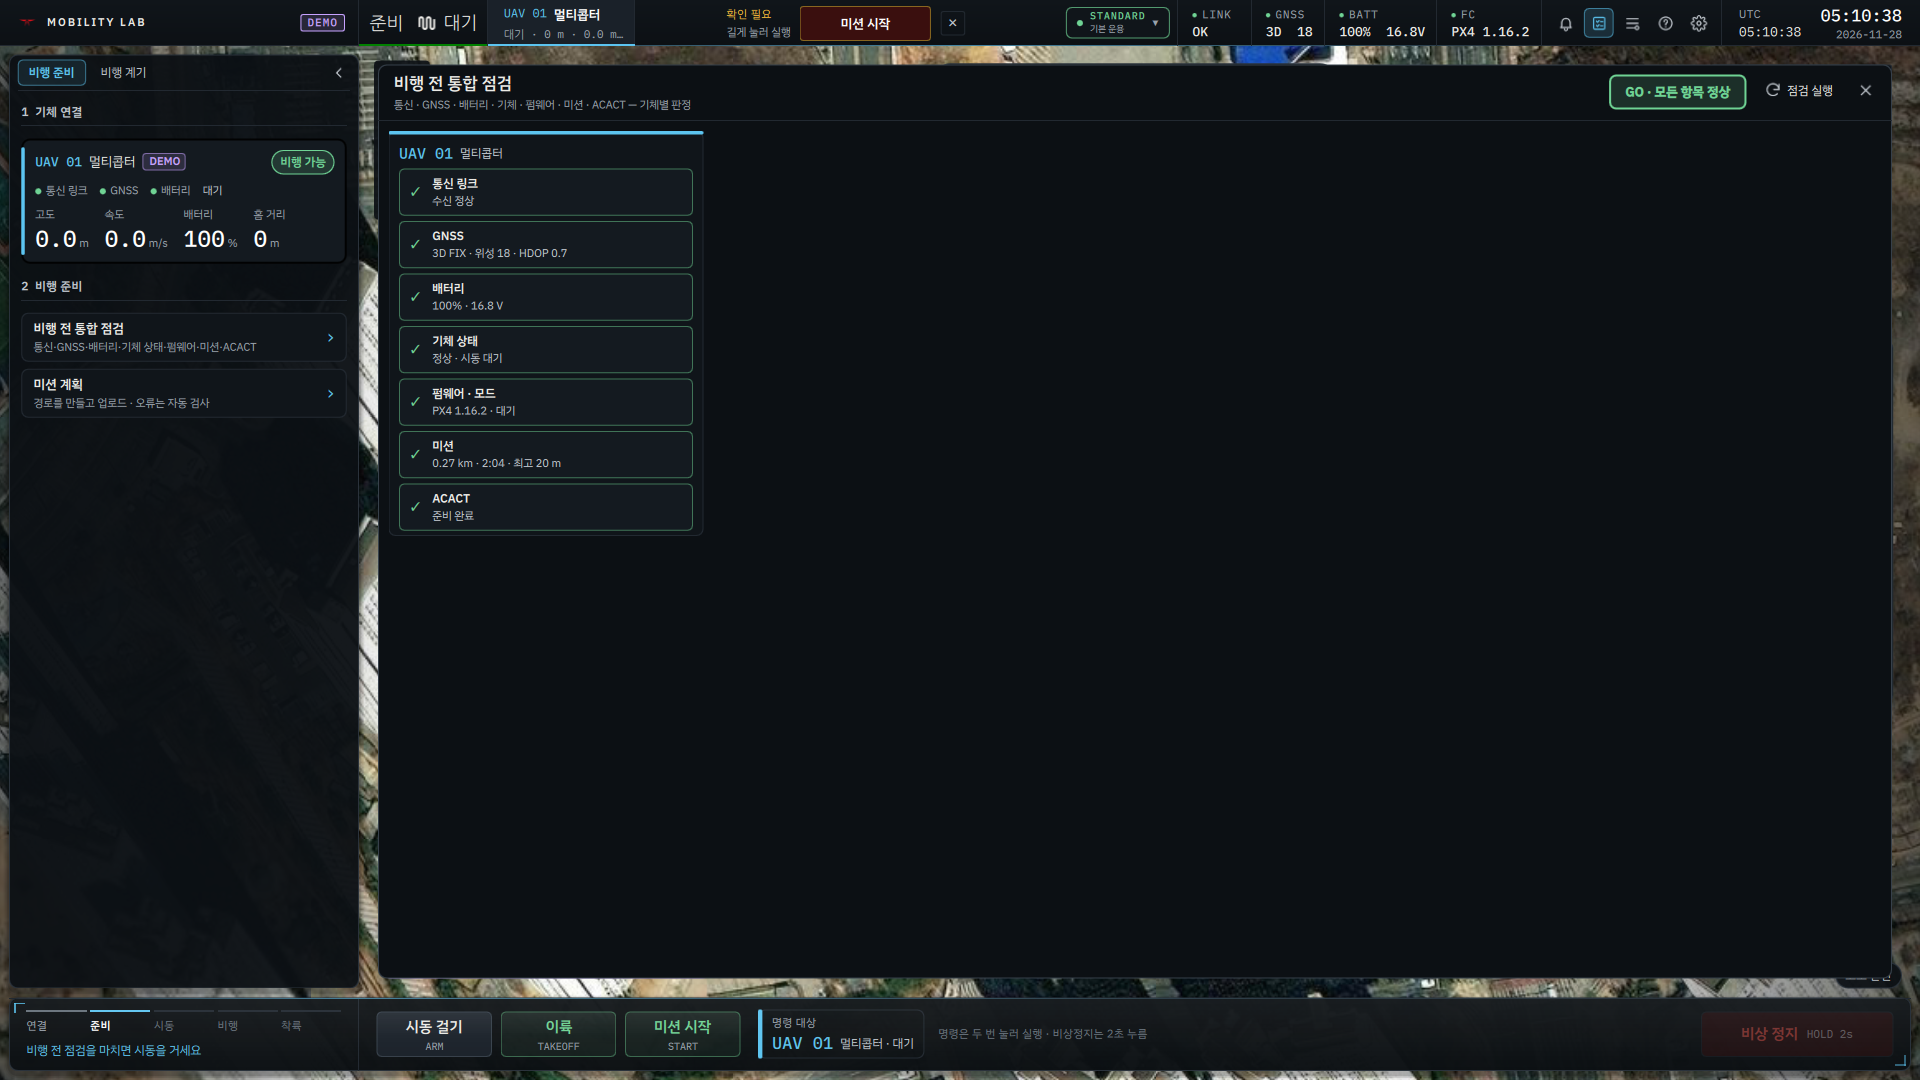 MOBILITY LAB
DEMO
준비
대기
UAV 01 멀티콥터
대기 · 0 m · 0.0 m…
확인 필요
길게 눌러 실행
미션 시작
✕
STANDARD
기본 운용
LINK
OK
GNSS
3D 18
BATT
100% 16.8V
FC
PX4 1.16.2
UTC
05:10:38
05:10:38
2026-11-28
비행 준비
비행 계기
1 기체 연결
UAV 01 멀티콥터 DEMO
비행 가능
통신 링크 GNSS 배터리 대기
고도 속도 배터리 홈 거리
0.0 m 0.0 m/s 100 % 0 m
2 비행 준비
비행 전 통합 점검
통신·GNSS·배터리·기체 상태·펌웨어·미션·ACACT
미션 계획
경로를 만들고 업로드 · 오류는 자동 검사
비행 전 통합 점검
통신 · GNSS · 배터리 · 기체 · 펌웨어 · 미션 · ACACT — 기체별 판정
GO · 모든 항목 정상
점검 실행
UAV 01 멀티콥터
통신 링크
수신 정상
GNSS
3D FIX · 위성 18 · HDOP 0.7
배터리
100% · 16.8 V
기체 상태
정상 · 시동 대기
펌웨어 · 모드
PX4 1.16.2 · 대기
미션
0.27 km · 2:04 · 최고 20 m
ACACT
준비 완료
연결 준비 시동 비행 착륙
비행 전 점검을 마치면 시동을 거세요
시동 걸기
ARM
이륙
TAKEOFF
미션 시작
START
명령 대상
UAV 01 멀티콥터 · 대기
명령은 두 번 눌러 실행 · 비상정지는 2초 누름
비상 정지 HOLD 2s